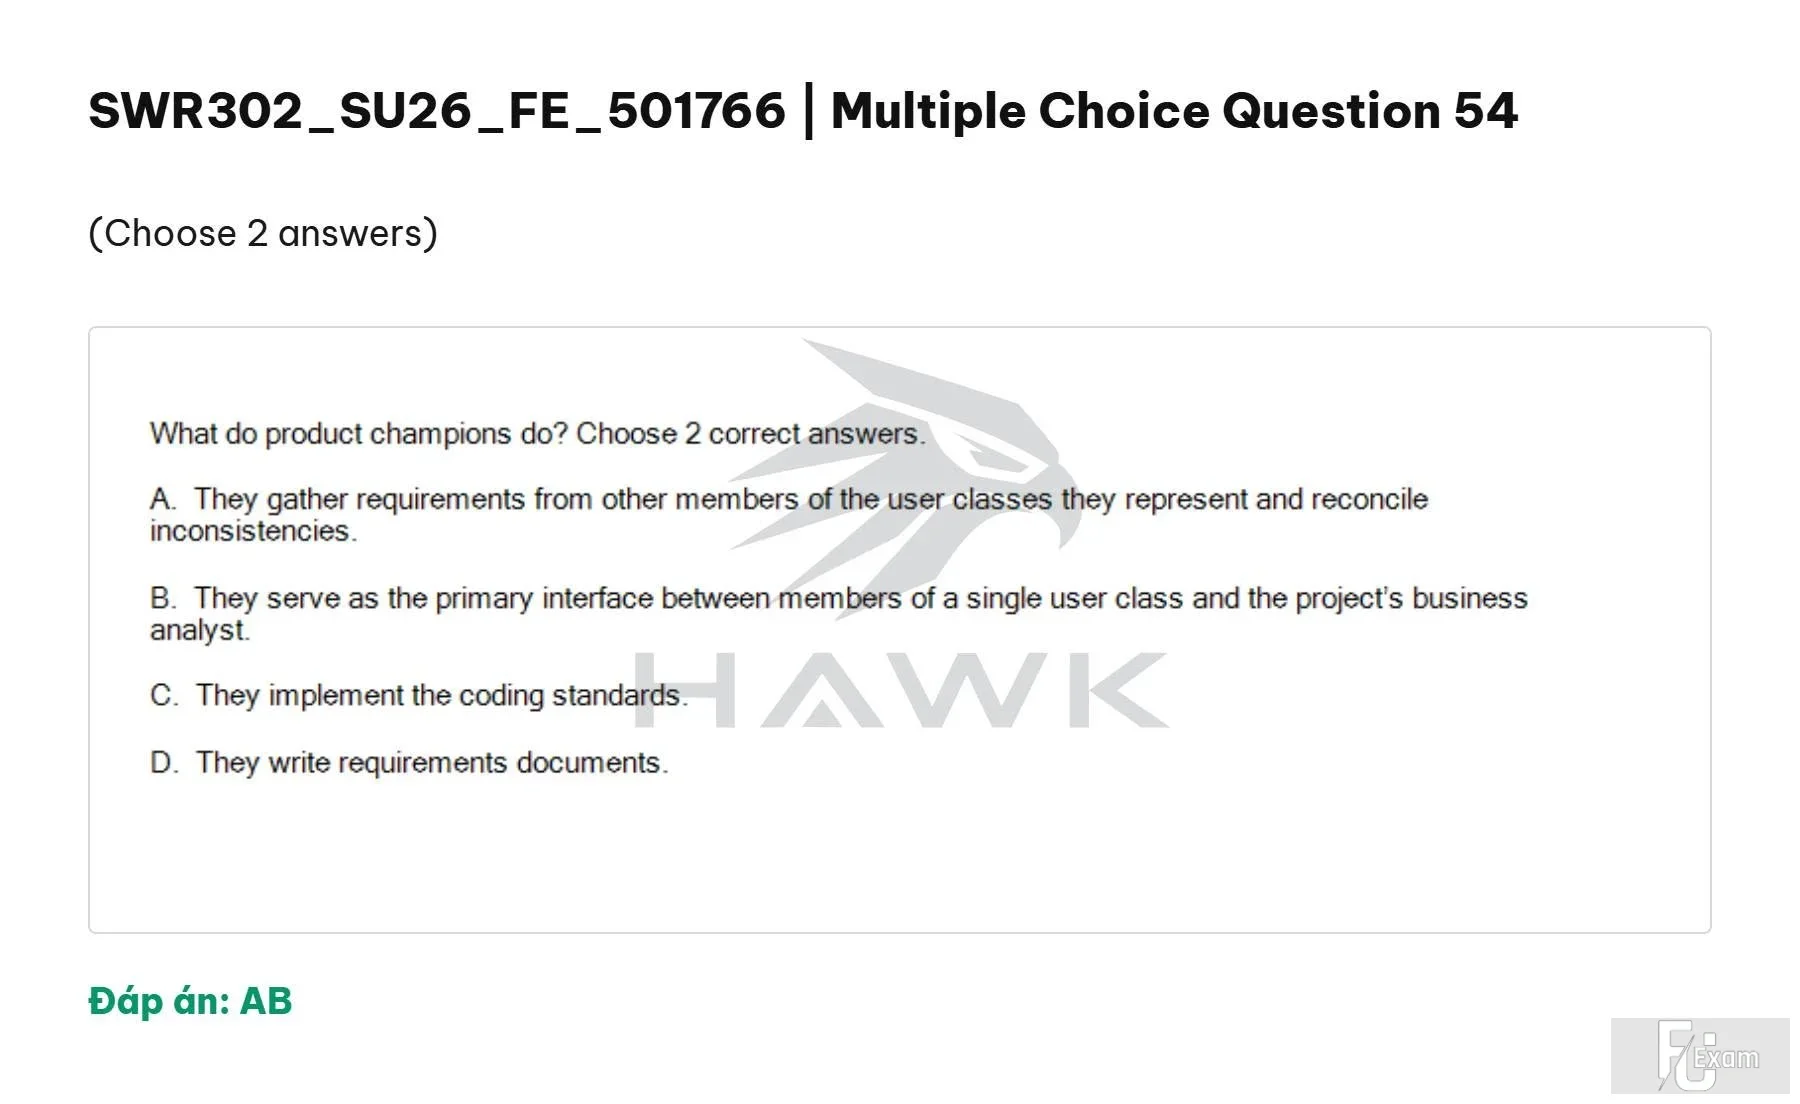 SWR302_SU26_FE_501766 | Multiple Choice Question 54
(Choose 2 answers)
What do product champions do? Choose 2 correct answers.
A. They gather requirements from other members of the user classes they represent and reconcile
inconsistencies.
B. They serve as the primary interface between members of a single user class and the project's business
analyst.
HAWK
C. They implement the coding standards.
D. They write requirements documents.
Đáp án: AB
FU Exam